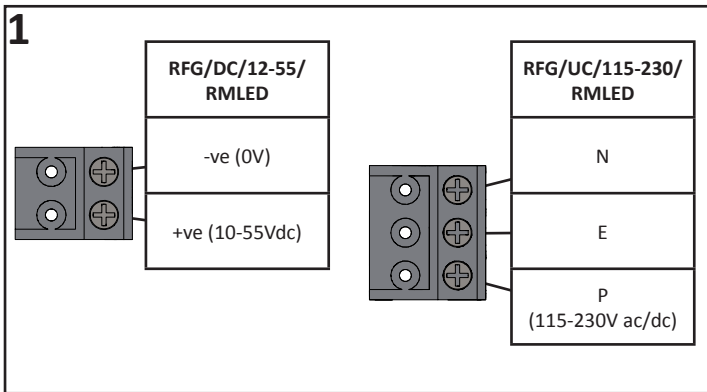 1
RFG/DC/12-55/
RMLED
-ve (0V)
+ve (10-55Vdc)
RFG/UC/115-230/
RMLED
N
E
P
(115-230V ac/dc)